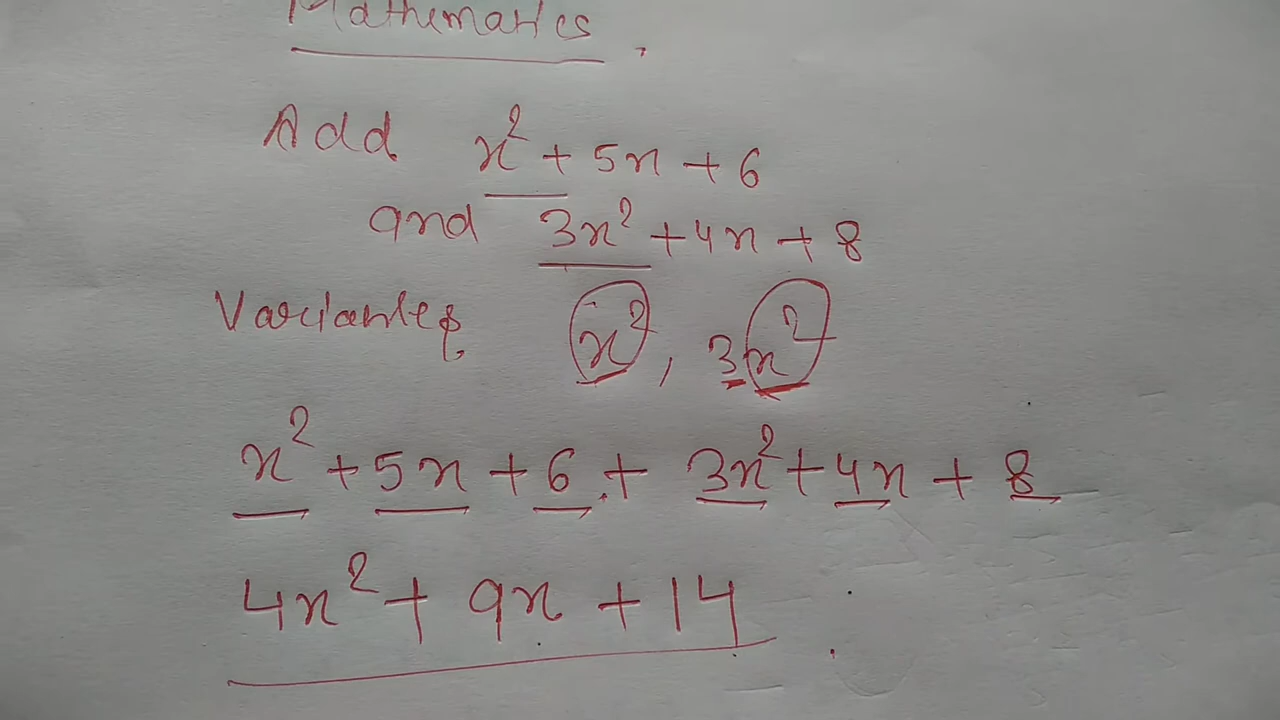 Mathematics
Add x² + 5x + 6
and 3x² + 4x + 8
x² , 3x²
x² + 5x + 6 + 3x² + 4x + 8
4x² + 9x + 14